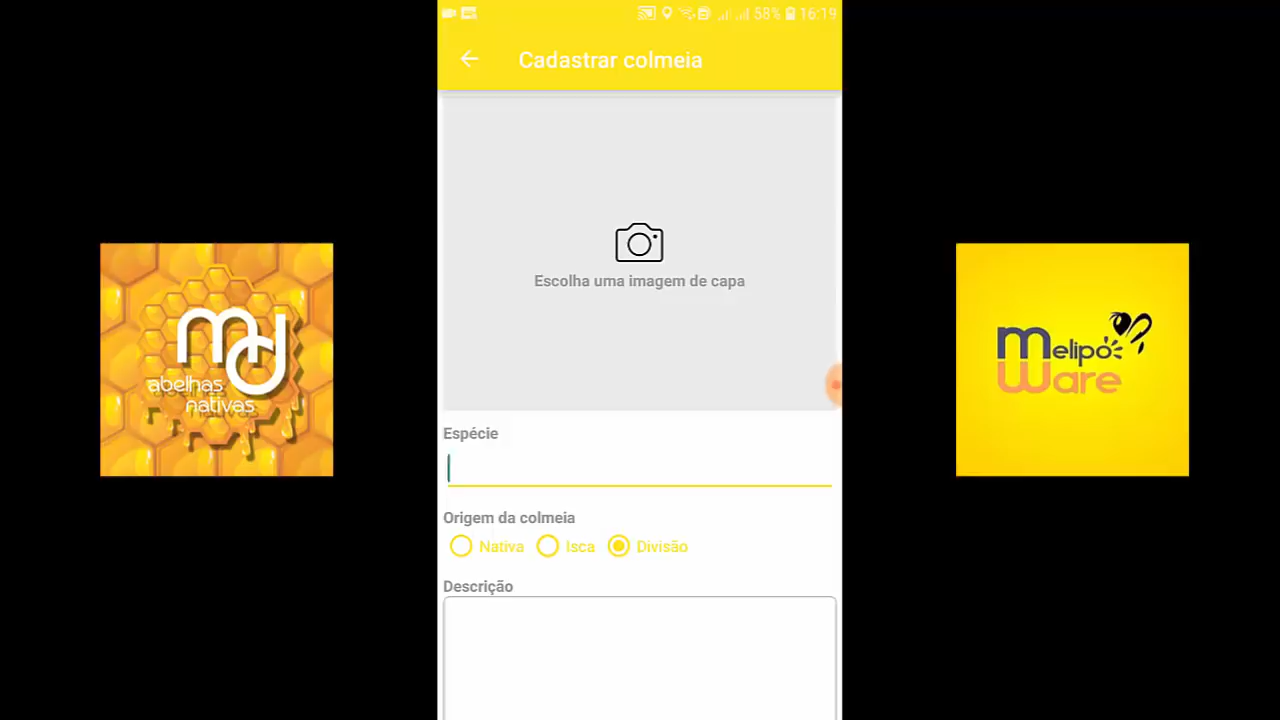 58% 16:19
Cadastrar colmeia
Escolha uma imagem de capa
Espécie
Origem da colmeia
Nativa Isca Divisão
Descrição
md
abelhas
nativas
melipo
ware